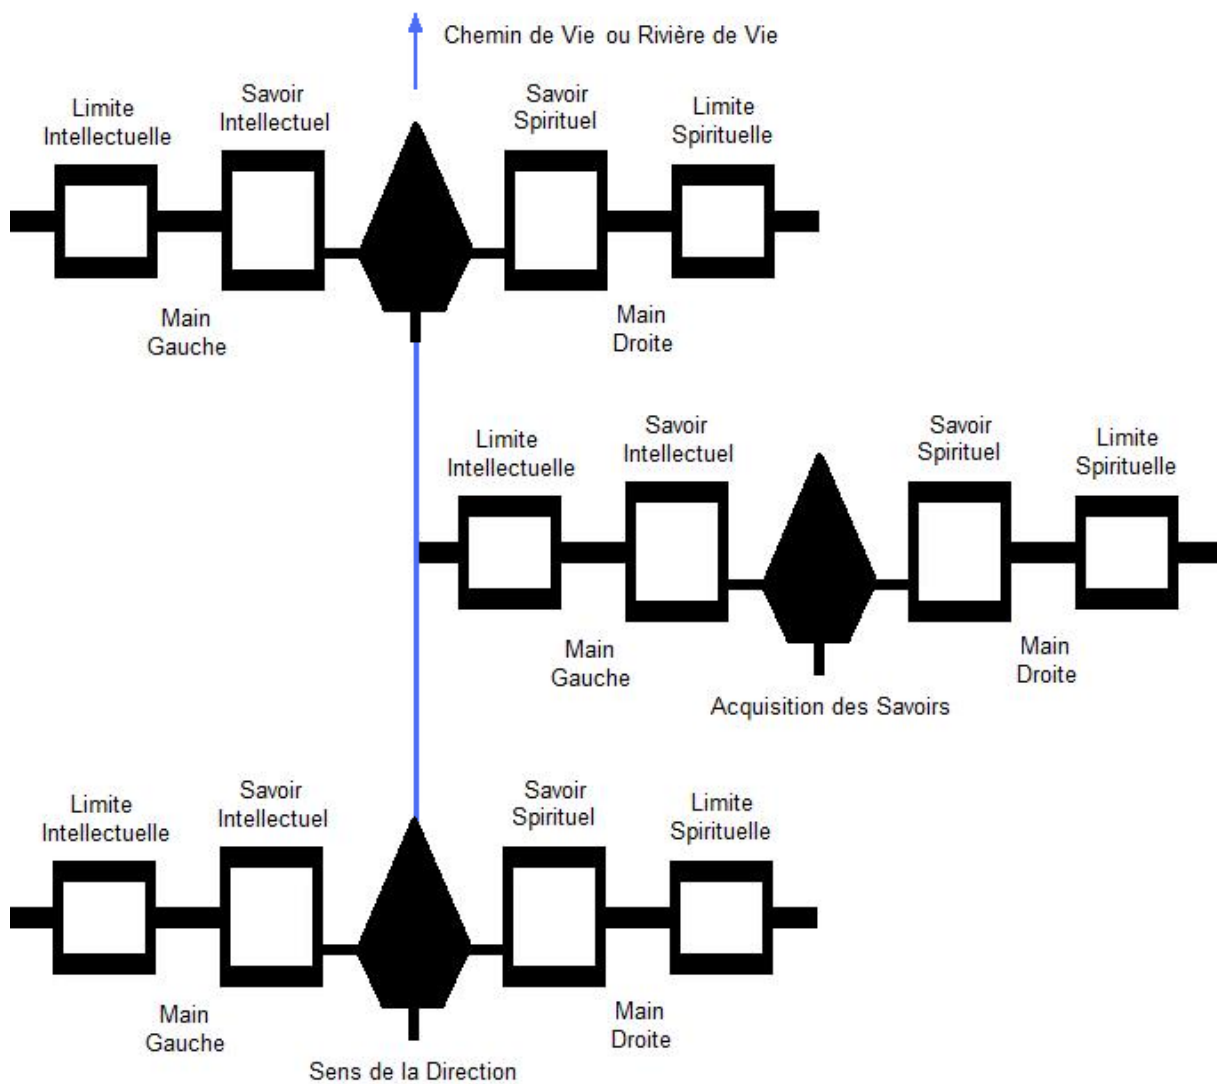 Chemin de Vie ou Rivière de Vie
Limite
Intellectuelle
Savoir
Intellectuel
Savoir
Spirituel
Limite
Spirituelle
Main
Gauche
Main
Droite
Limite
Intellectuelle
Savoir
Intellectuel
Savoir
Spirituel
Limite
Spirituelle
Main
Gauche
Main
Droite
Acquisition des Savoirs
Limite
Intellectuelle
Savoir
Intellectuel
Savoir
Spirituel
Limite
Spirituelle
Main
Gauche
Main
Droite
Sens de la Direction